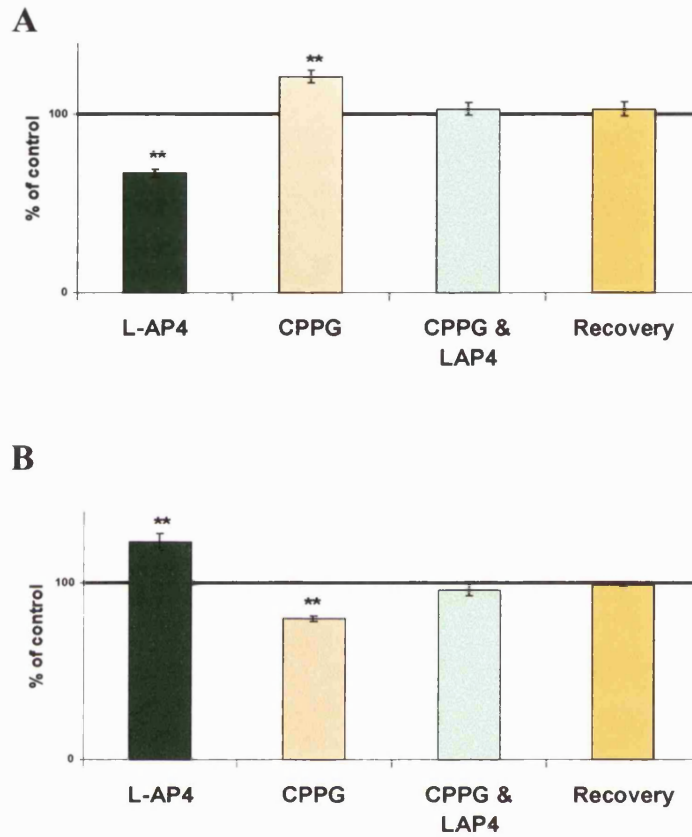 A
** **
100
% of control
0
L-AP4 CPPG CPPG & Recovery
LAP4
B
** **
100
% of control
0
L-AP4 CPPG CPPG & Recovery
LAP4